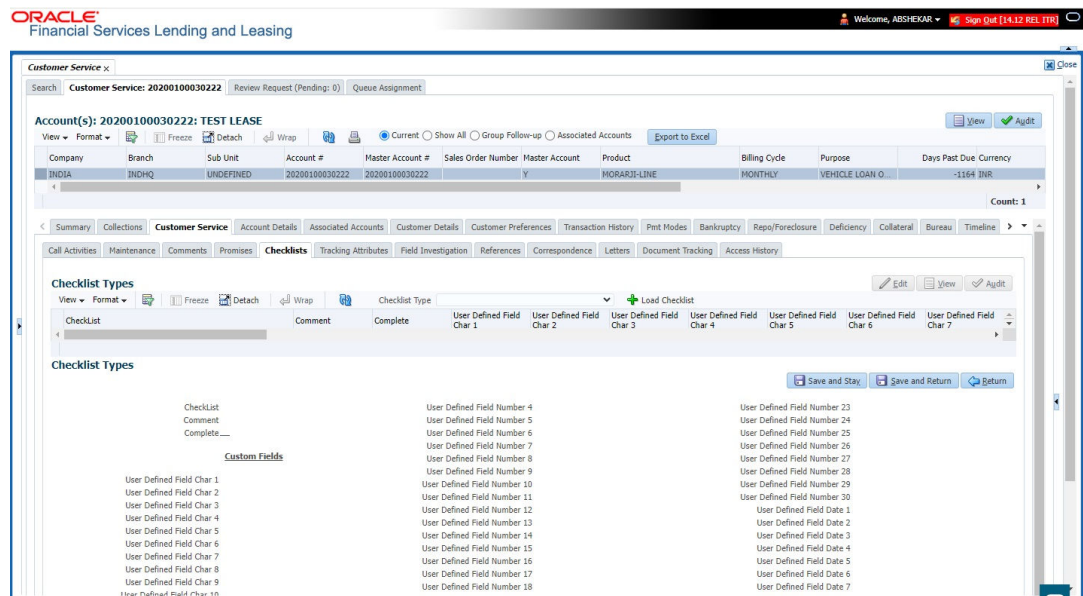 ORACLE®
Financial Services Lending and Leasing
Welcome, ABSHEKAR
Sign Out [14.12 REL ITR]
Customer Service x
Close
Search Customer Service: 20200100030222 Review Request (Pending: 0) Queue Assignment
Account(s): 20200100030222: TEST LEASE
View Audit
View Format Freeze Detach Wrap Current Show All Group Follow-up Associated Accounts Export to Excel
Company Branch Sub Unit Account # Master Account # Sales Order Number Master Account Product Billing Cycle Purpose Days Past Due Currency
INDIA INDHQ UNDEFINED 20200100030222 20200100030222 Y MORARJI-LINE MONTHLY VEHICLE LOAN O... -1164 INR
Count: 1
Summary Collections Customer Service Account Details Associated Accounts Customer Details Customer Preferences Transaction History Pmt Modes Bankruptcy Repo/Foreclosure Deficiency Collateral Bureau Timeline
Call Activities Maintenance Comments Promises Checklists Tracking Attributes Field Investigation References Correspondence Letters Document Tracking Access History
Checklist Types
Edit View Audit
View Format Freeze Detach Wrap Checklist Type Load Checklist
CheckList Comment Complete User Defined Field Char 1 User Defined Field Char 2 User Defined Field Char 3 User Defined Field Char 4 User Defined Field Char 5 User Defined Field Char 6 User Defined Field Char 7
Checklist Types
Save and Stay Save and Return Return
CheckList
Comment
Complete
Custom Fields
User Defined Field Char 1
User Defined Field Char 2
User Defined Field Char 3
User Defined Field Char 4
User Defined Field Char 5
User Defined Field Char 6
User Defined Field Char 7
User Defined Field Char 8
User Defined Field Char 9
User Defined Field Char 10
User Defined Field Number 4
User Defined Field Number 5
User Defined Field Number 6
User Defined Field Number 7
User Defined Field Number 8
User Defined Field Number 9
User Defined Field Number 10
User Defined Field Number 11
User Defined Field Number 12
User Defined Field Number 13
User Defined Field Number 14
User Defined Field Number 15
User Defined Field Number 16
User Defined Field Number 17
User Defined Field Number 18
User Defined Field Number 23
User Defined Field Number 24
User Defined Field Number 25
User Defined Field Number 26
User Defined Field Number 27
User Defined Field Number 28
User Defined Field Number 29
User Defined Field Number 30
User Defined Field Date 1
User Defined Field Date 2
User Defined Field Date 3
User Defined Field Date 4
User Defined Field Date 5
User Defined Field Date 6
User Defined Field Date 7